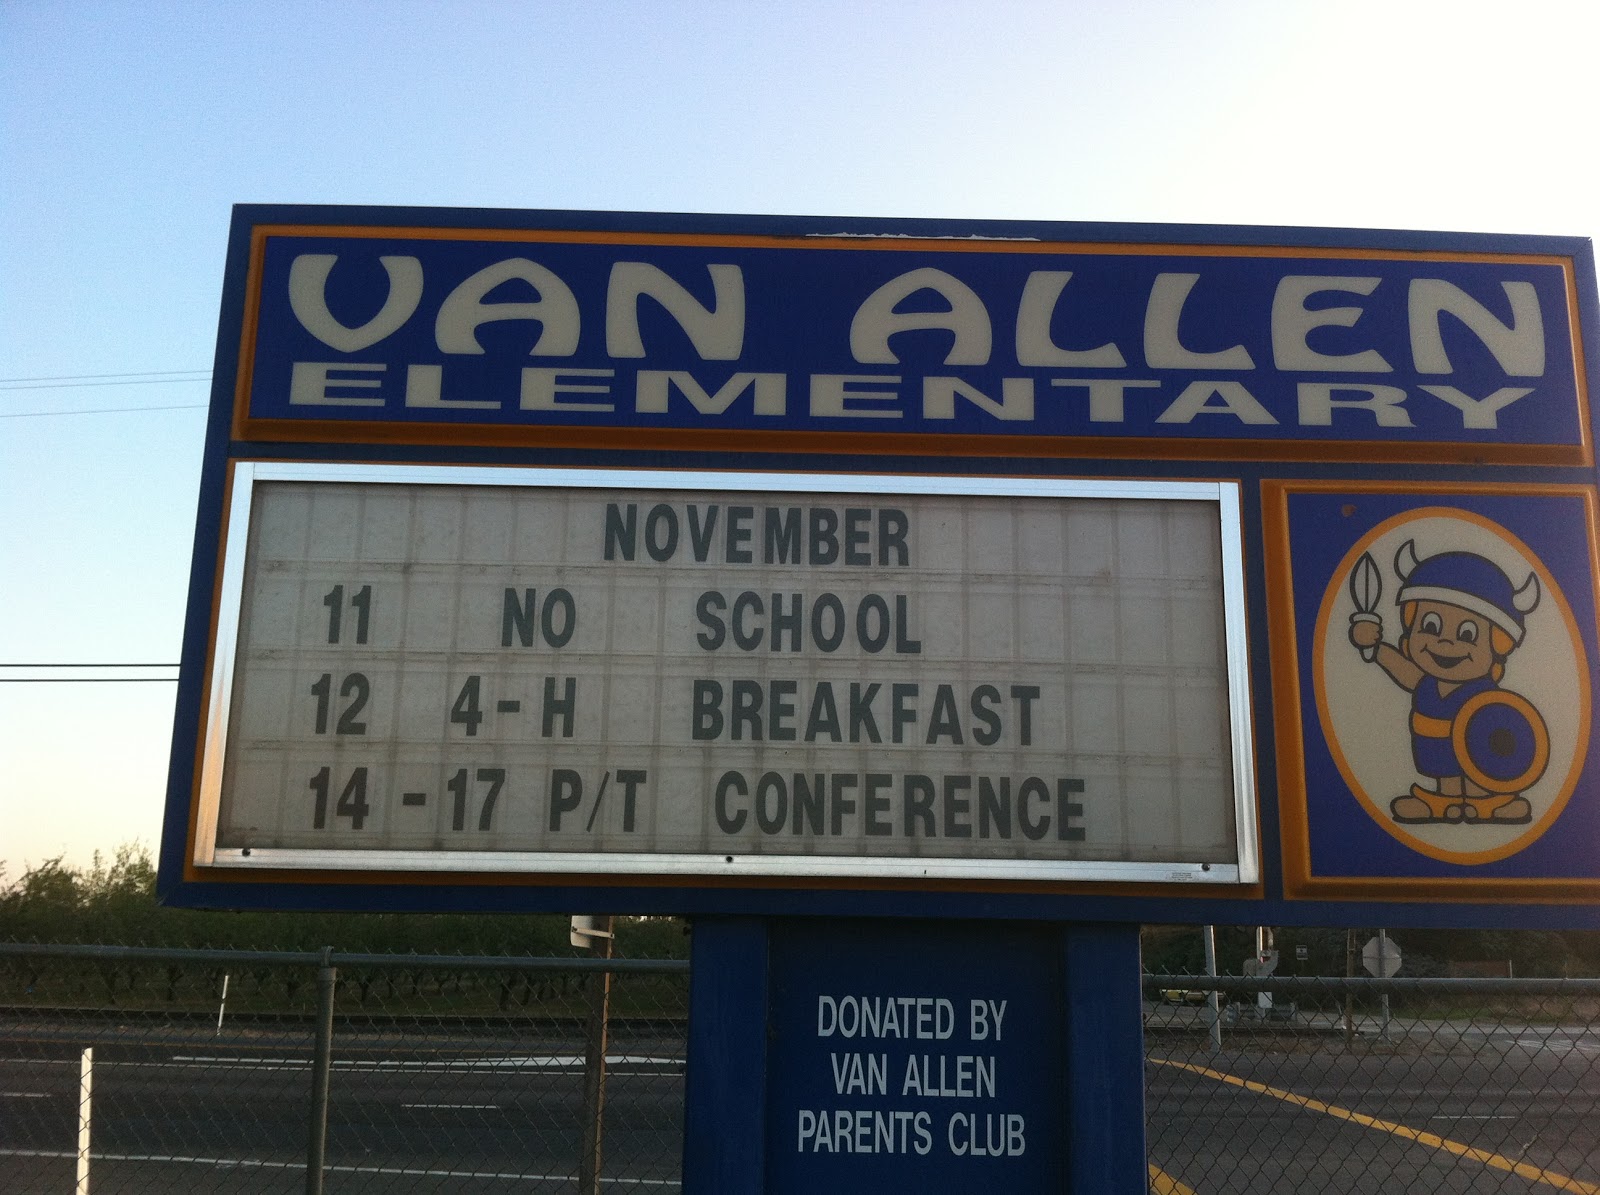 VAN ALLEN
ELEMENTARY
NOVEMBER
11 NO SCHOOL
12 4-H BREAKFAST
14-17 P/T CONFERENCE
DONATED BY
VAN ALLEN
PARENTS CLUB